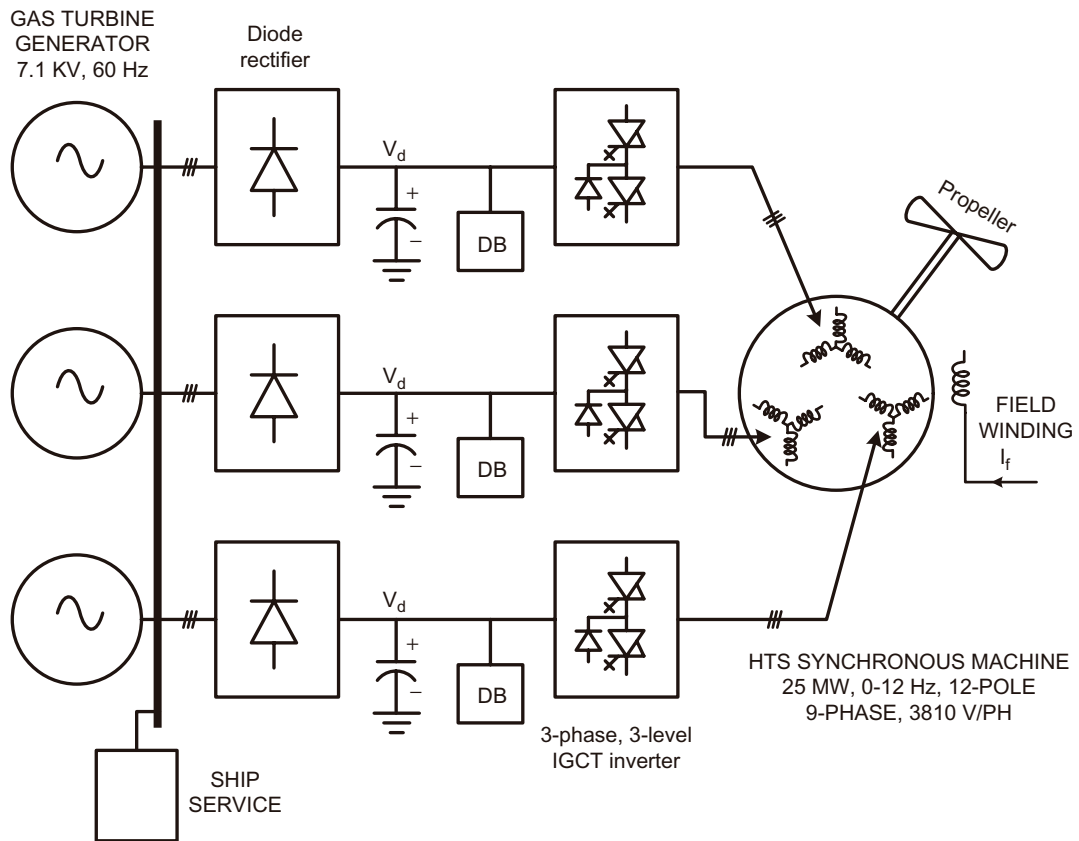 GAS TURBINE
GENERATOR
7.1 KV, 60 Hz
Diode
rectifier
V_d
+
−
DB
Propeller
V_d
+
−
DB
FIELD
WINDING
I_f
V_d
+
−
DB
HTS SYNCHRONOUS MACHINE
25 MW, 0-12 Hz, 12-POLE
9-PHASE, 3810 V/PH
3-phase, 3-level
IGCT inverter
SHIP
SERVICE